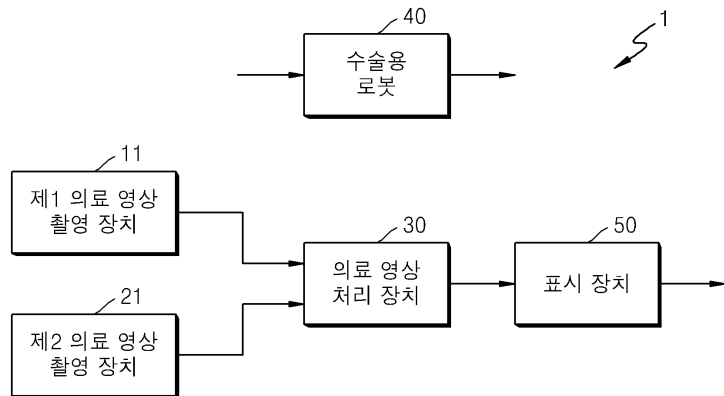 40
1
수술용
로봇
11
제1 의료 영상
촬영 장치
30
50
의료 영상
처리 장치
표시 장치
21
제2 의료 영상
촬영 장치